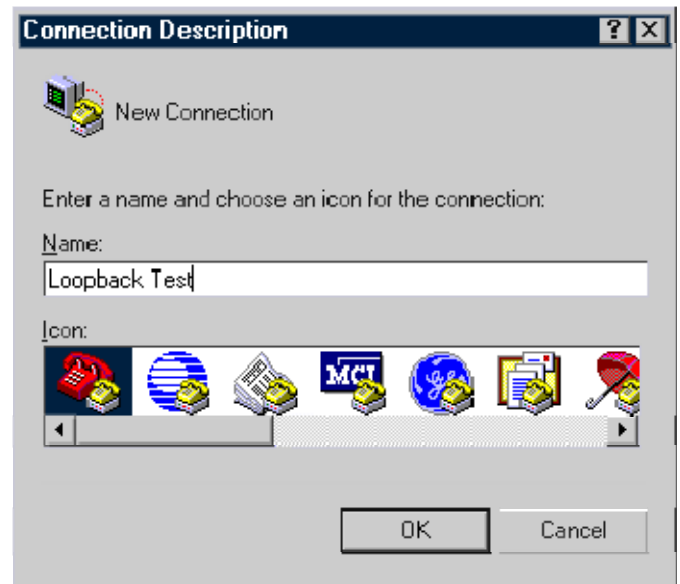 Connection Description
New Connection
Enter a name and choose an icon for the connection:
Name:
Loopback Test
Icon:
MCI
OK
Cancel